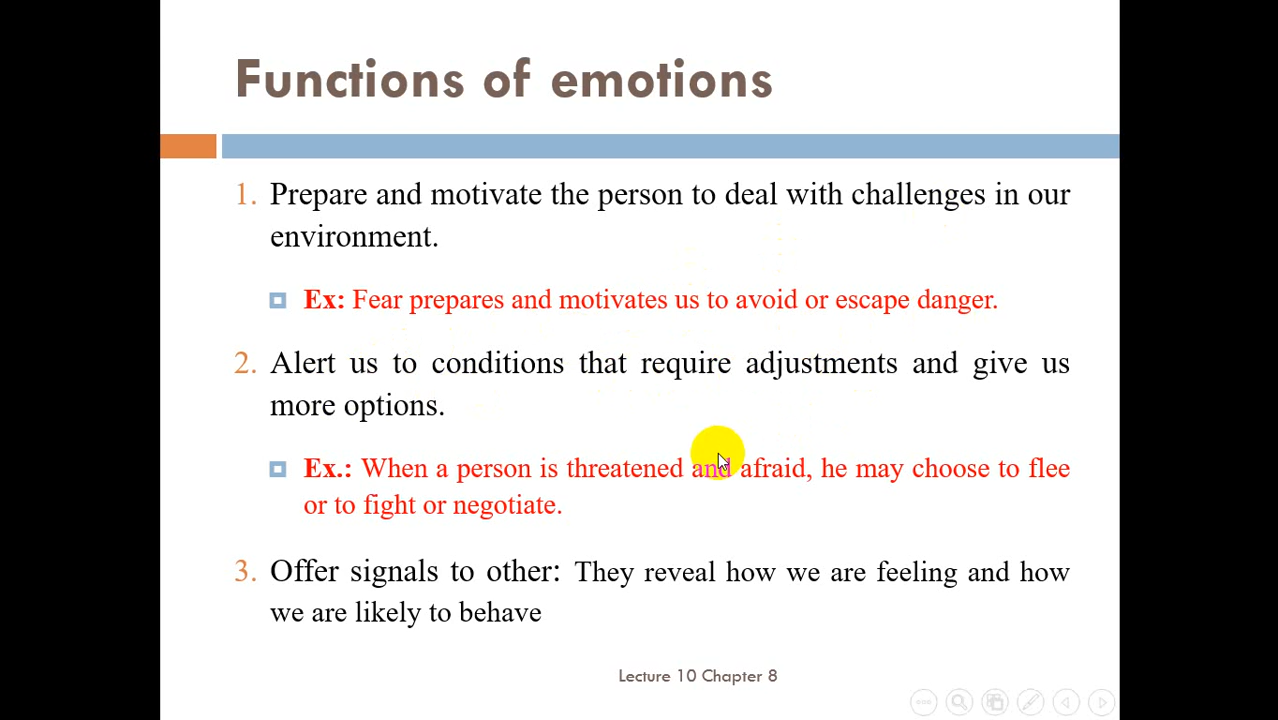 Functions of emotions
1. Prepare and motivate the person to deal with challenges in our
environment.
Ex: Fear prepares and motivates us to avoid or escape danger.
2. Alert us to conditions that require adjustments and give us
more options.
Ex.: When a person is threatened and afraid, he may choose to flee
or to fight or negotiate.
3. Offer signals to other: They reveal how we are feeling and how
we are likely to behave
Lecture 10 Chapter 8